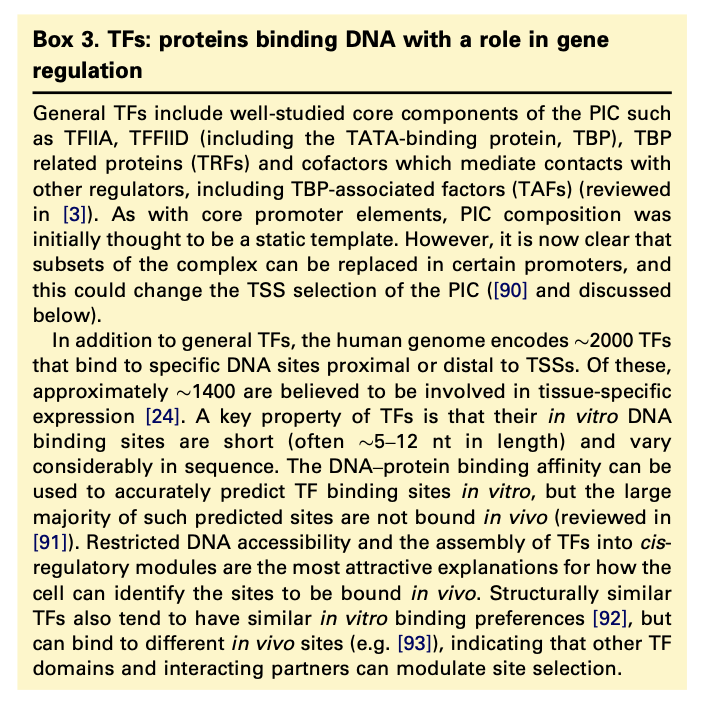 Box 3. TFs: proteins binding DNA with a role in gene
regulation
General TFs include well-studied core components of the PIC such
as TFIIA, TFFIID (including the TATA-binding protein, TBP), TBP
related proteins (TRFs) and cofactors which mediate contacts with
other regulators, including TBP-associated factors (TAFs) (reviewed
in [3]). As with core promoter elements, PIC composition was
initially thought to be a static template. However, it is now clear that
subsets of the complex can be replaced in certain promoters, and
this could change the TSS selection of the PIC ([90] and discussed
below).
In addition to general TFs, the human genome encodes ~2000 TFs
that bind to specific DNA sites proximal or distal to TSSs. Of these,
approximately ~1400 are believed to be involved in tissue-specific
expression [24]. A key property of TFs is that their in vitro DNA
binding sites are short (often ~5–12 nt in length) and vary
considerably in sequence. The DNA–protein binding affinity can be
used to accurately predict TF binding sites in vitro, but the large
majority of such predicted sites are not bound in vivo (reviewed in
[91]). Restricted DNA accessibility and the assembly of TFs into cis-
regulatory modules are the most attractive explanations for how the
cell can identify the sites to be bound in vivo. Structurally similar
TFs also tend to have similar in vitro binding preferences [92], but
can bind to different in vivo sites (e.g. [93]), indicating that other TF
domains and interacting partners can modulate site selection.